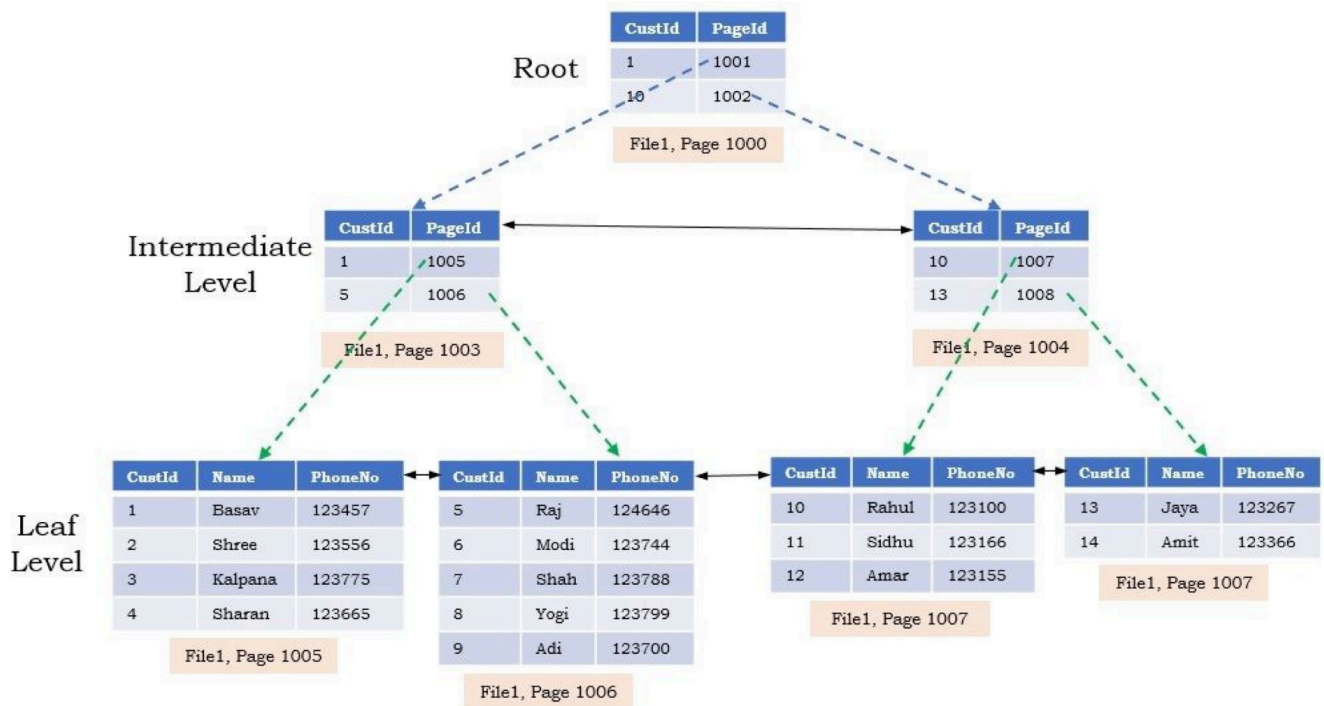 CustId PageId
Root
1 1001
10 1002
File1, Page 1000
Intermediate
Level
CustId PageId
1 1005
5 1006
File1, Page 1003
CustId PageId
10 1007
13 1008
File1, Page 1004
Leaf
Level
CustId Name PhoneNo
1 Basav 123457
2 Shree 123556
3 Kalpana 123775
4 Sharan 123665
File1, Page 1005
CustId Name PhoneNo
5 Raj 124646
6 Modi 123744
7 Shah 123788
8 Yogi 123799
9 Adi 123700
File1, Page 1006
CustId Name PhoneNo
10 Rahul 123100
11 Sidhu 123166
12 Amar 123155
File1, Page 1007
CustId Name PhoneNo
13 Jaya 123267
14 Amit 123366
File1, Page 1007